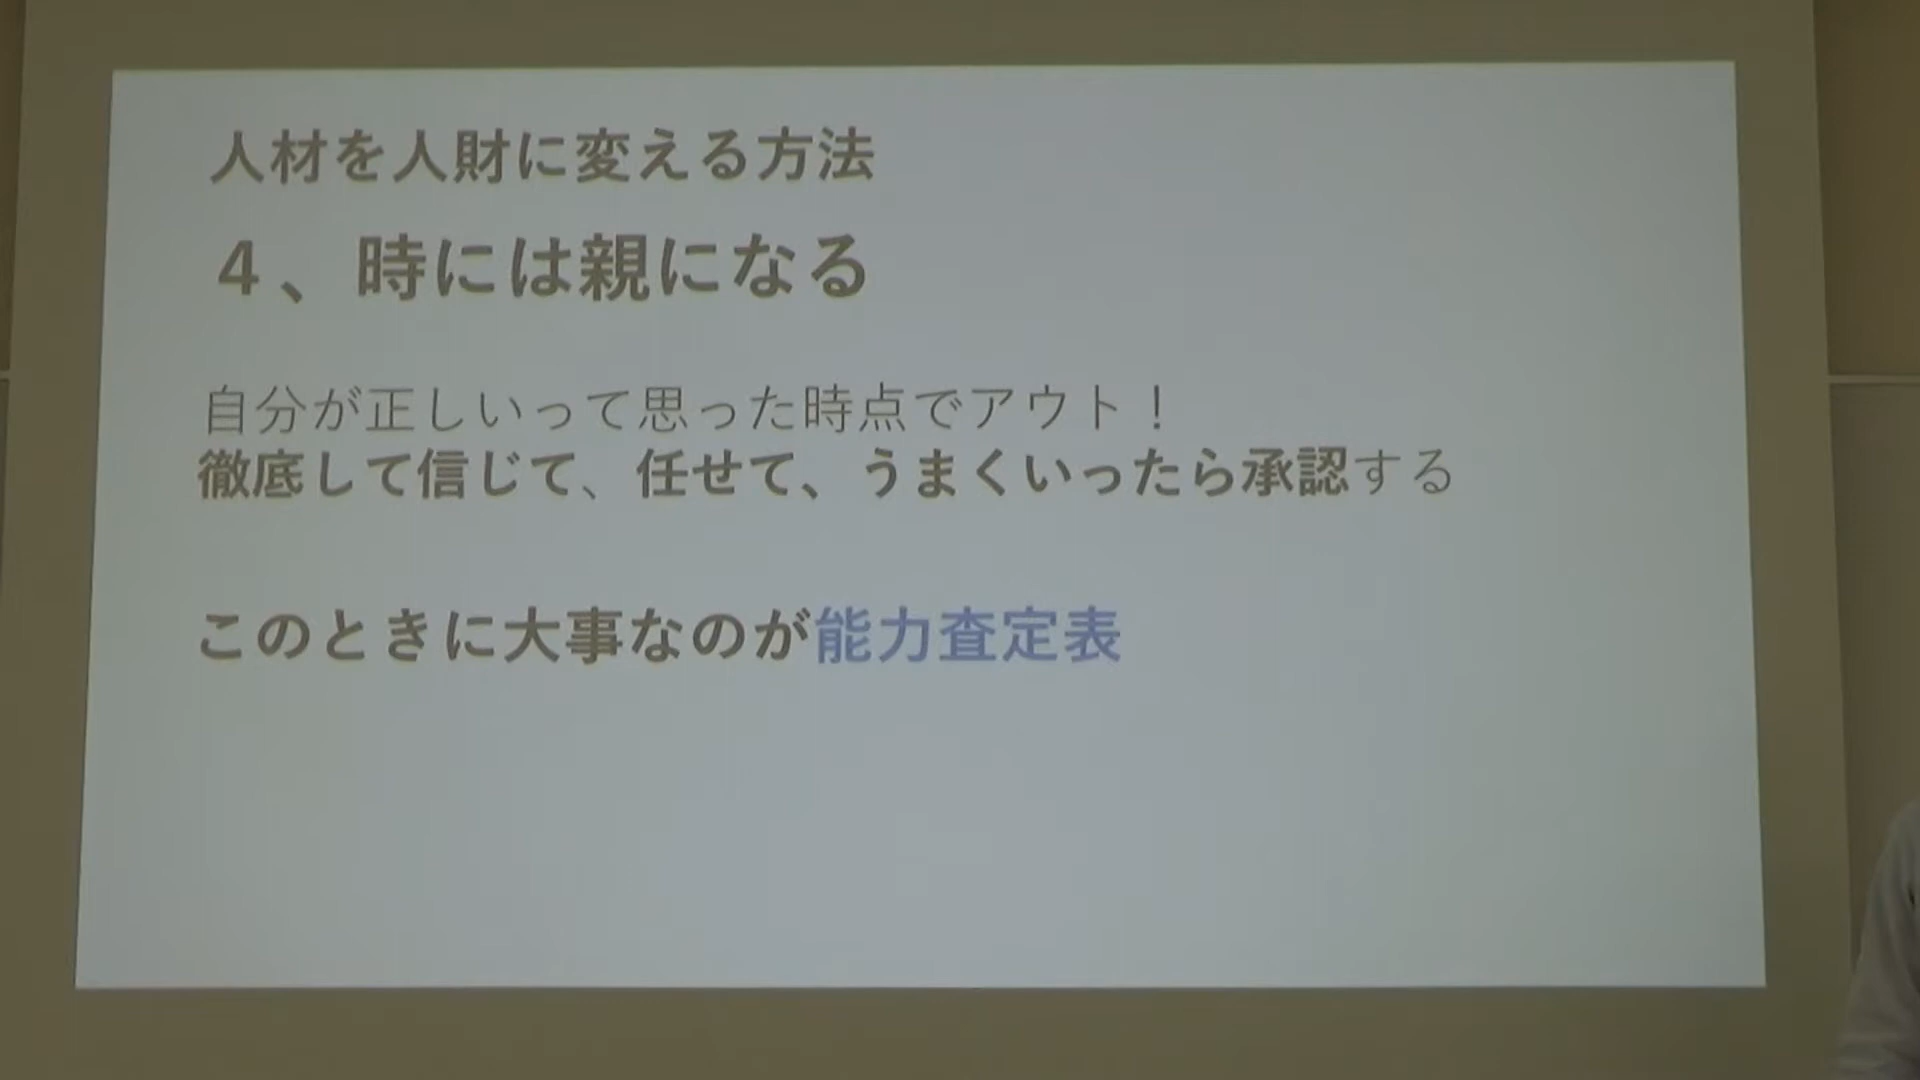 人材を人財に変える方法
４、時には親になる
自分が正しいって思った時点でアウト！
徹底して信じて、任せて、うまくいったら承認する
このときに大事なのが能力査定表